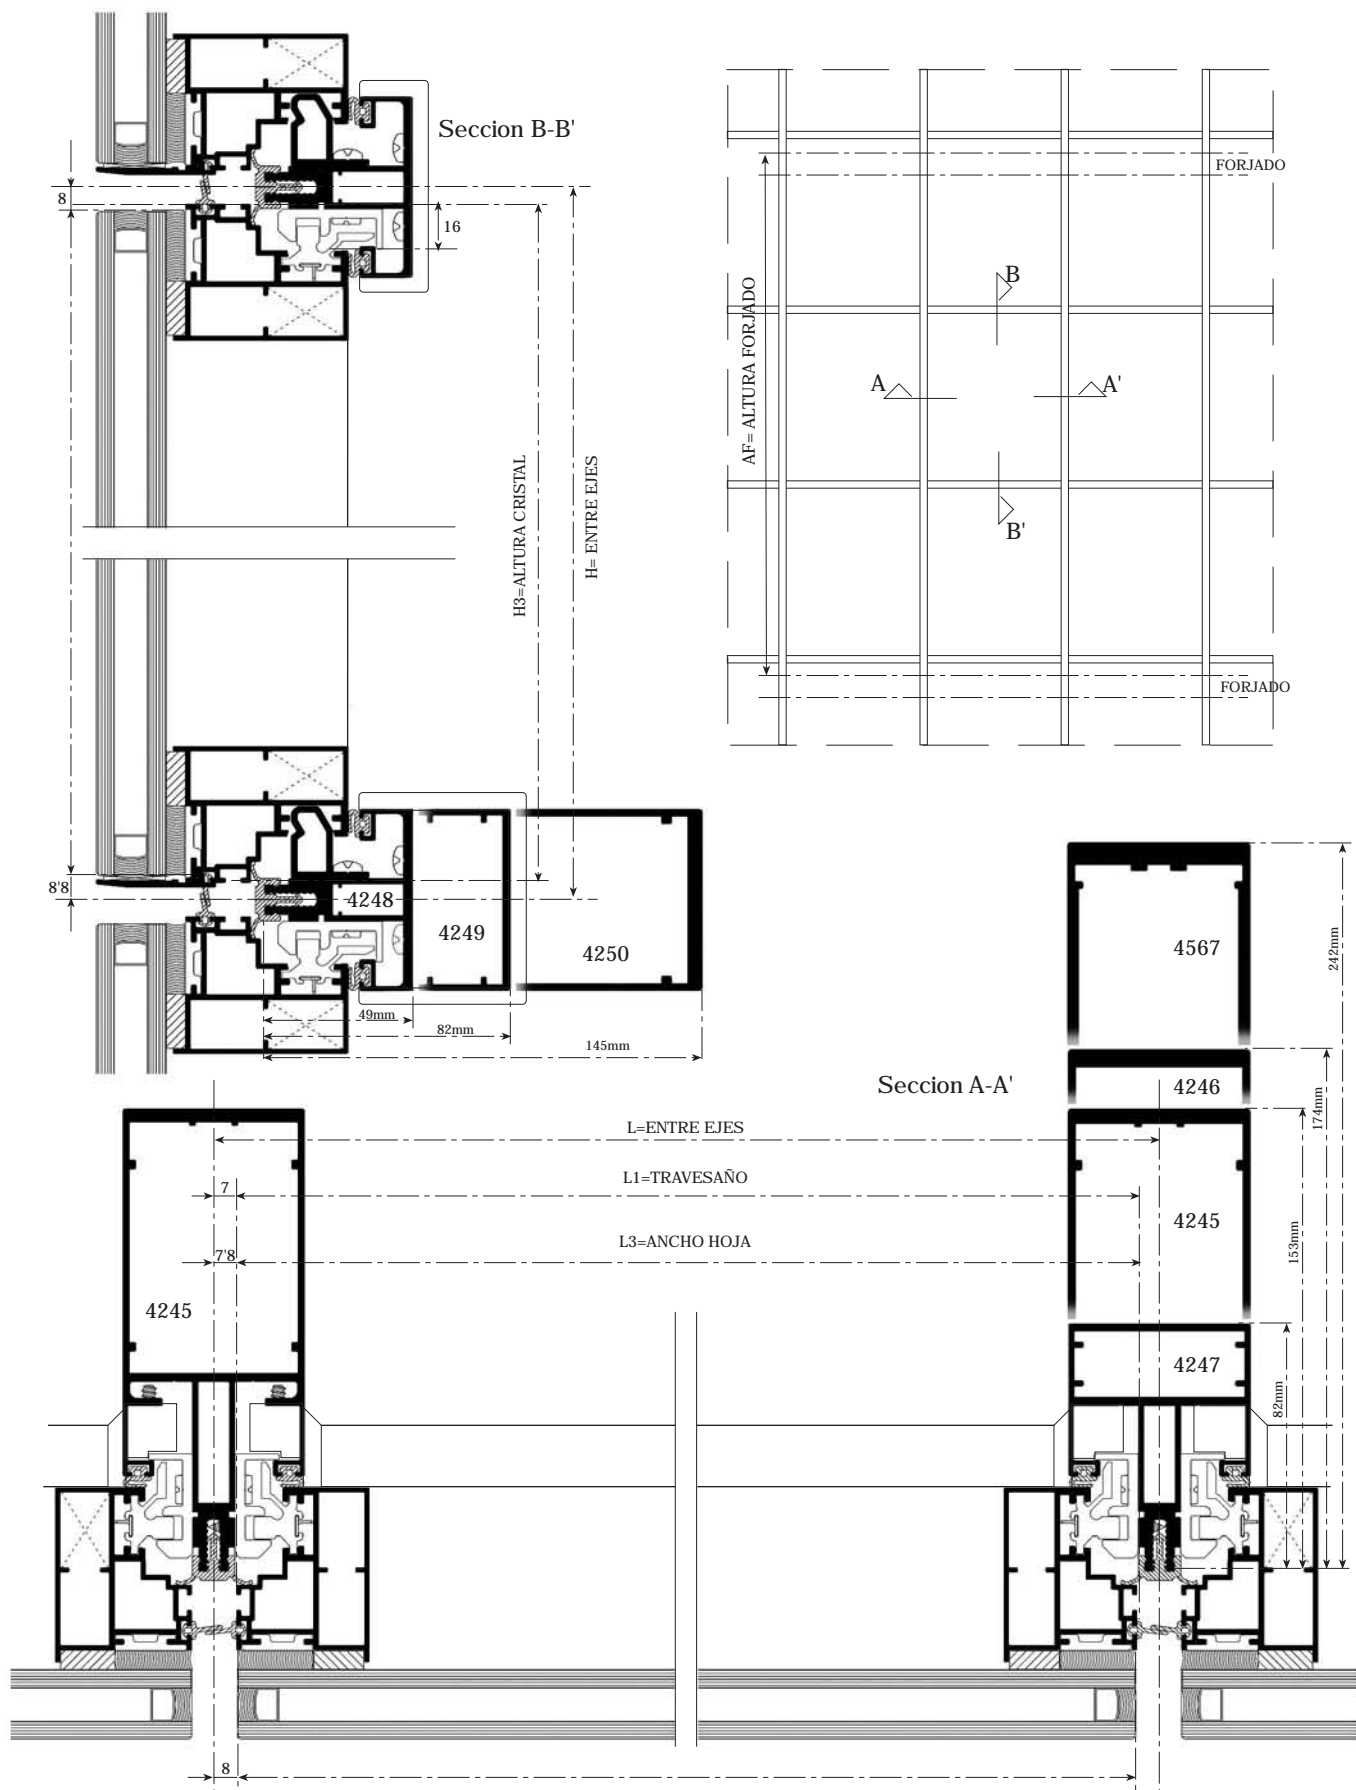 Seccion B-B'
FORJADO
8
16
B
AF= ALTURA FORJADO
A
A'
H3=ALTURA CRISTAL
H= ENTRE EJES
B'
FORJADO
8'8
4248
4249
4250
4567
242mm
49mm
82mm
145mm
Seccion A-A'
4246
174mm
L=ENTRE EJES
7
L1=TRAVESAÑO
4245
153mm
7'8
L3=ANCHO HOJA
4245
4247
82mm
8